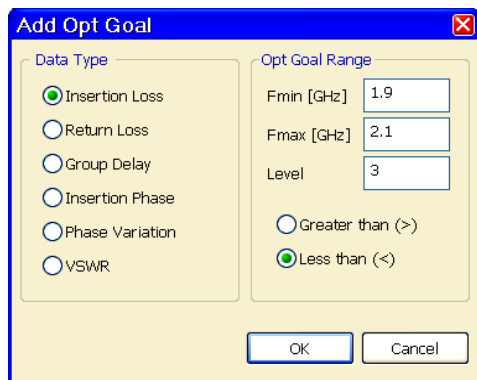 Add Opt Goal
Data Type
Insertion Loss
Return Loss
Group Delay
Insertion Phase
Phase Variation
VSWR
Opt Goal Range
Fmin [GHz] 1.9
Fmax [GHz] 2.1
Level 3
Greater than (>)
Less than (<)
OK Cancel